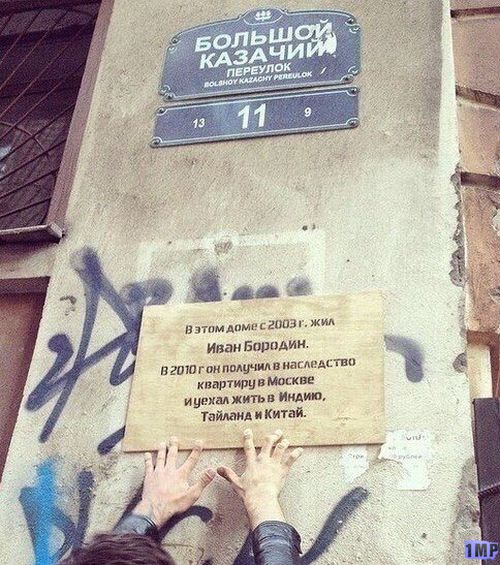 БОЛЬШОЙ
КАЗАЧИЙ
ПЕРЕУЛОК
BOLSHOY KAZACHY PEREULOK
13 11 9
В этом доме с 2003 г. жил
Иван Бородин.
В 2010 г он получил в наследство
квартиру в Москве
и уехал жить в Индию,
Тайланд и Китай.
1MP